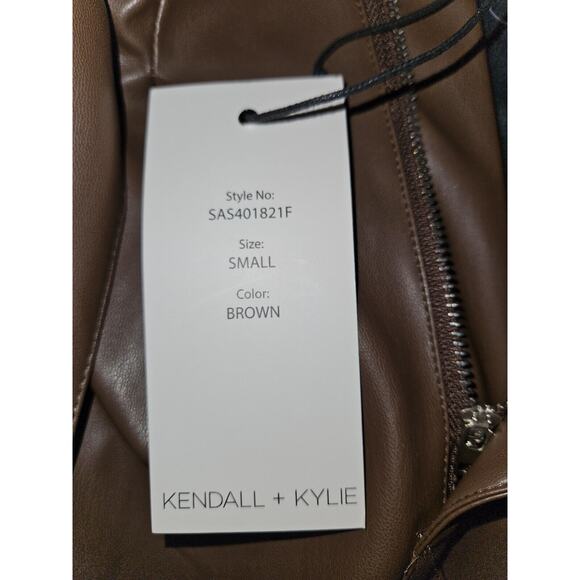 Style No:
SAS401821F
Size:
SMALL
Color:
BROWN
KENDALL + KYLIE